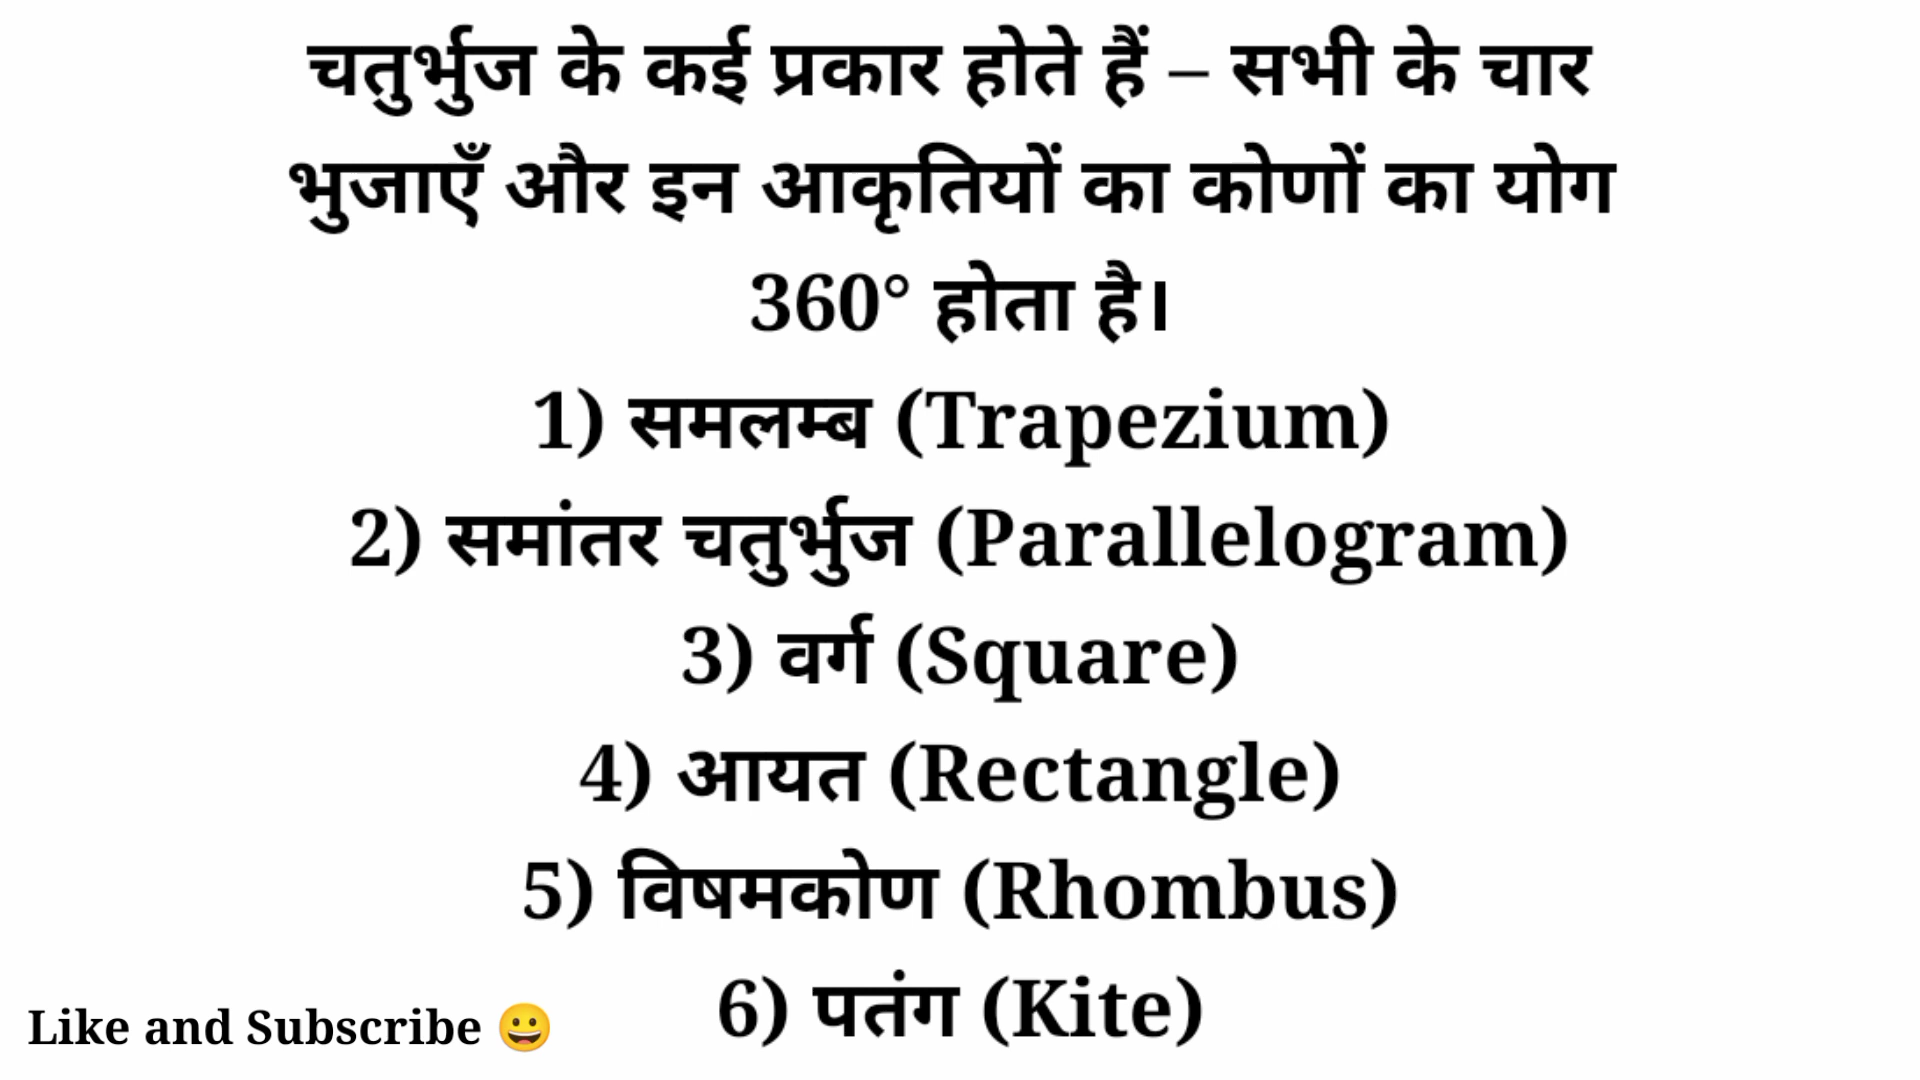 चतुर्भुज के कई प्रकार होते हैं – सभी के चार
भुजाएँ और इन आकृतियों का कोणों का योग
360° होता है।
1) समलम्ब (Trapezium)
2) समांतर चतुर्भुज (Parallelogram)
3) वर्ग (Square)
4) आयत (Rectangle)
5) विषमकोण (Rhombus)
6) पतंग (Kite)
Like and Subscribe 😀